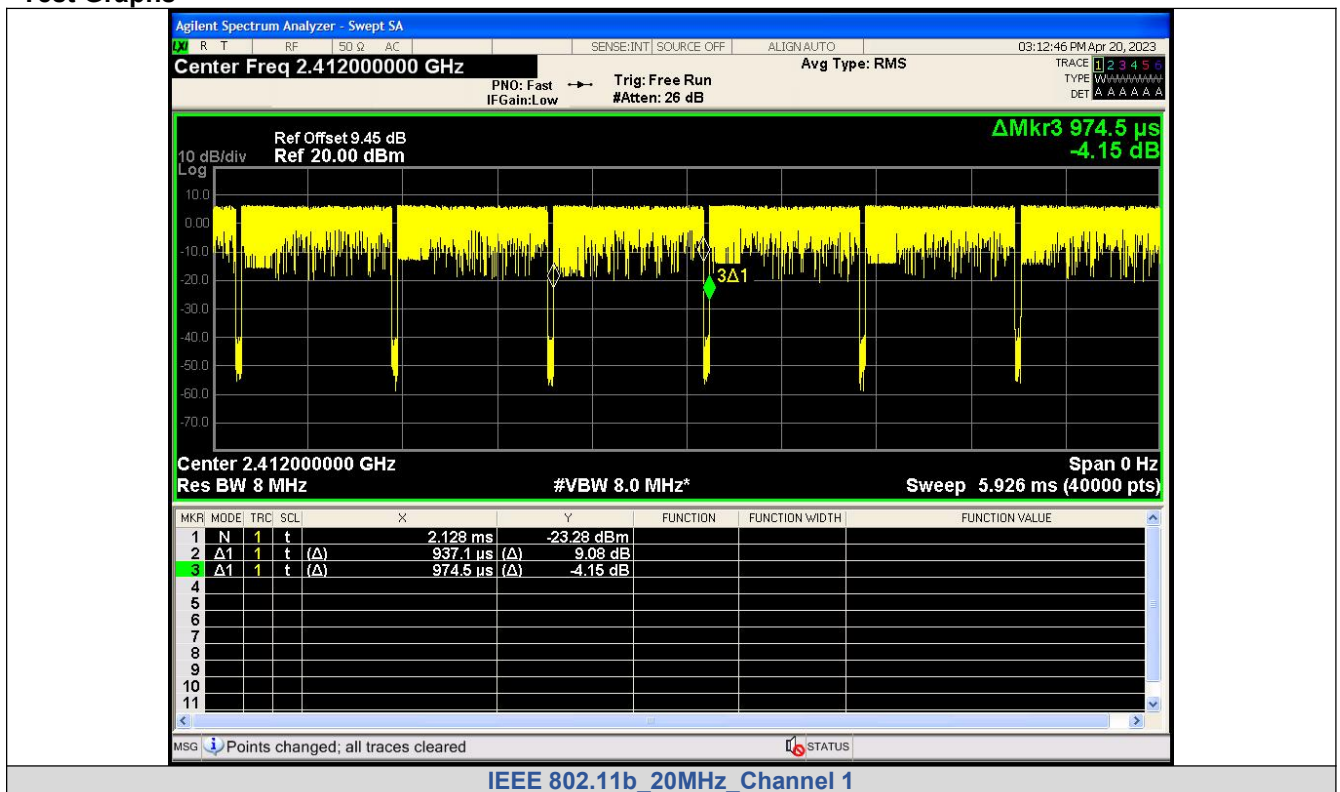 Agilent Spectrum Analyzer - Swept SA
LXI R T RF 50 Ω AC SENSE:INT SOURCE OFF ALIGN AUTO 03:12:46 PM Apr 20, 2023
Center Freq 2.412000000 GHz Avg Type: RMS TRACE 1 2 3 4 5 6
PNO: Fast Trig: Free Run TYPE
IFGain:Low #Atten: 26 dB DET A A A A A A
ΔMkr3 974.5 µs
-4.15 dB
Ref Offset 9.45 dB
10 dB/div Ref 20.00 dBm
Log
10.0
0.00
-10.0
-20.0
3Δ1
-30.0
-40.0
-50.0
-60.0
-70.0
Center 2.412000000 GHz Span 0 Hz
Res BW 8 MHz #VBW 8.0 MHz* Sweep 5.926 ms (40000 pts)
MKR MODE TRC SCL X Y FUNCTION FUNCTION WIDTH FUNCTION VALUE
1 N 1 t 2.128 ms -23.28 dBm
2 Δ1 1 t (Δ) 937.1 µs (Δ) 9.08 dB
3 Δ1 1 t (Δ) 974.5 µs (Δ) -4.15 dB
4
5
6
7
8
9
10
11
MSG Points changed; all traces cleared STATUS
IEEE 802.11b_20MHz_Channel 1